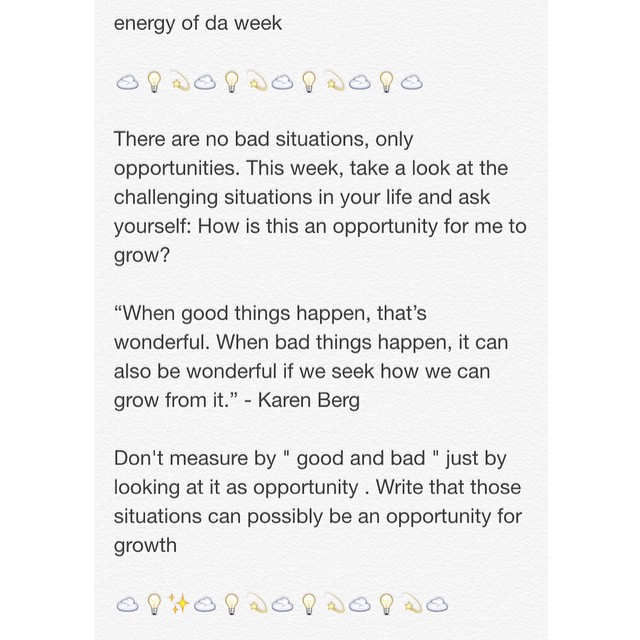 energy of da week
☁️💡💫☁️💡💫☁️💡💫☁️💡☁️
There are no bad situations, only
opportunities. This week, take a look at the
challenging situations in your life and ask
yourself: How is this an opportunity for me to
grow?
“When good things happen, that’s
wonderful. When bad things happen, it can
also be wonderful if we seek how we can
grow from it.” - Karen Berg
Don't measure by " good and bad " just by
looking at it as opportunity . Write that those
situations can possibly be an opportunity for
growth
☁️💡✨☁️💡💫☁️💡💫☁️💡💫☁️